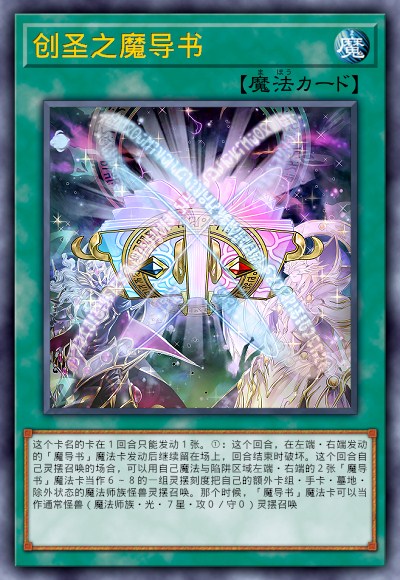 创圣之魔导书
魔
【魔法カード】
まほう
这个卡名的卡在1回合只能发动1张。①：这个回合，在左端・右端发动
的「魔导书」魔法卡发动后继续留在场上，回合结束时破坏。这个回合自
己灵摆召唤的场合，可以用自己魔法与陷阱区域左端・右端的2张「魔导
书」魔法卡当作6－8的一组灵摆刻度把自己的额外卡组・手卡・墓地・
除外状态的魔法师族怪兽灵摆召唤。那个时候，「魔导书」魔法卡可以当
作通常怪兽（魔法师族・光・7星・攻0／守0）灵摆召唤